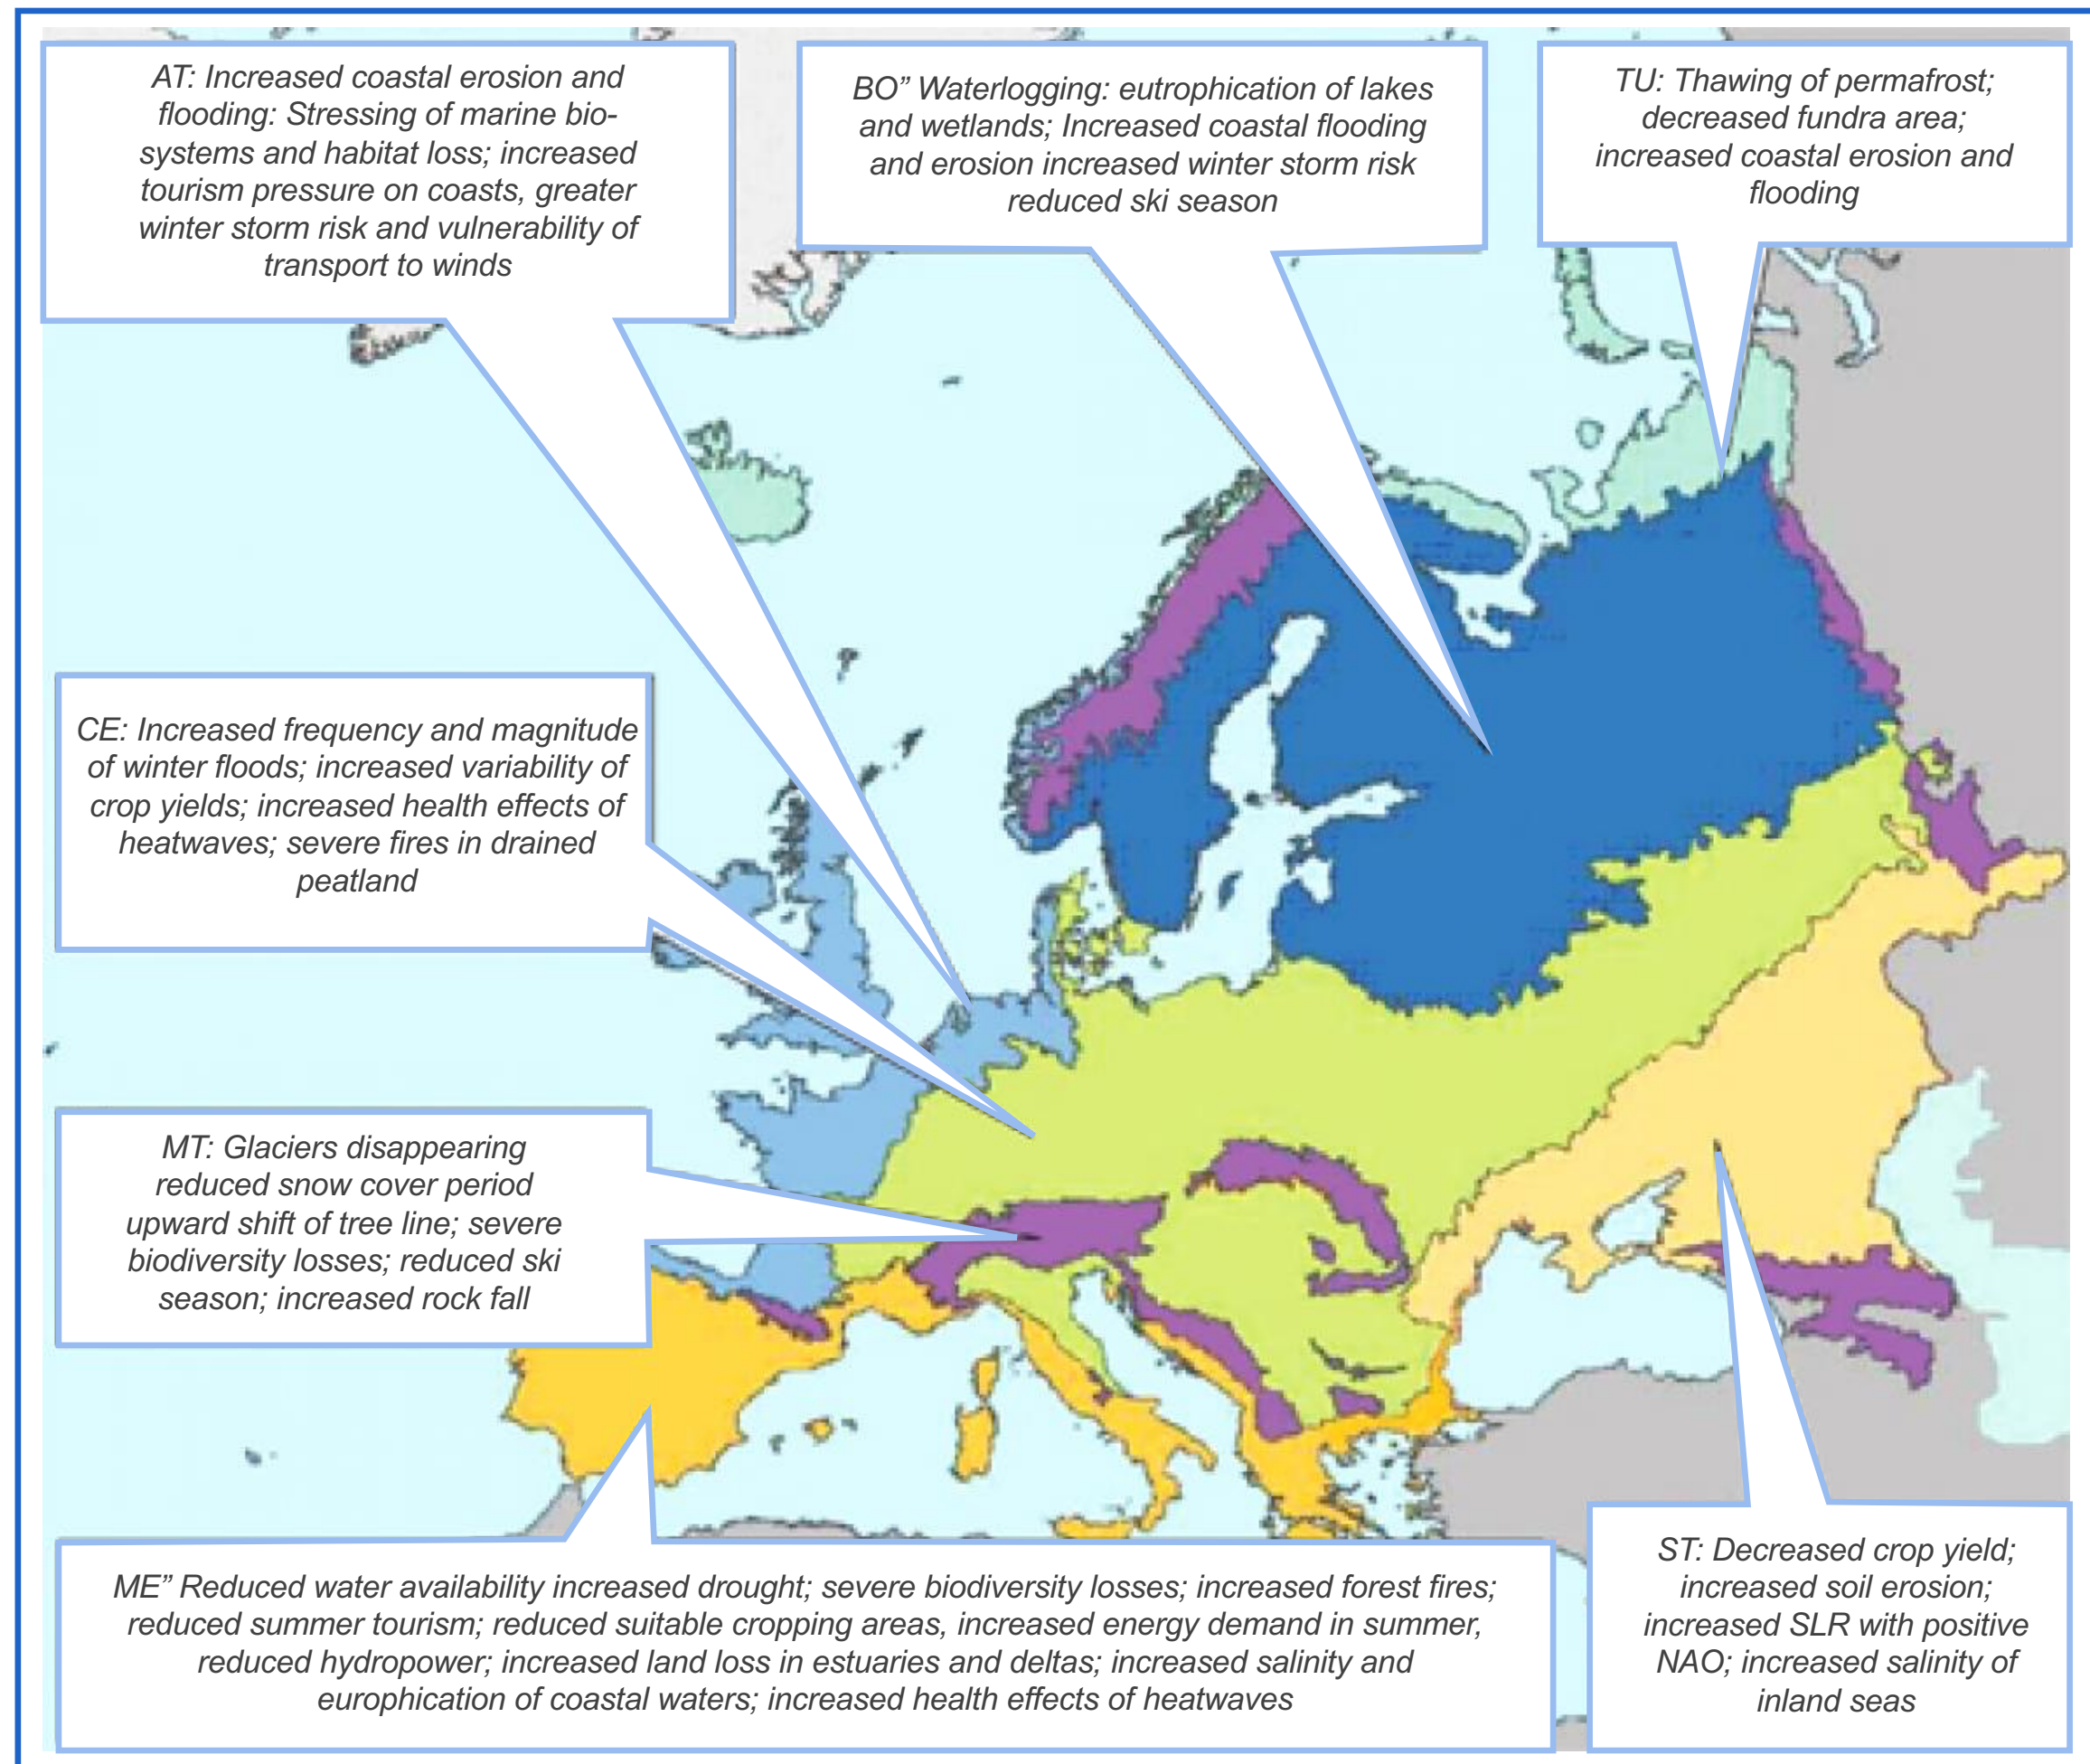 AT: Increased coastal erosion and
flooding: Stressing of marine bio-
systems and habitat loss; increased
tourism pressure on coasts, greater
winter storm risk and vulnerability of
transport to winds
BO” Waterlogging: eutrophication of lakes
and wetlands; Increased coastal flooding
and erosion increased winter storm risk
reduced ski season
TU: Thawing of permafrost;
decreased fundra area;
increased coastal erosion and
flooding
CE: Increased frequency and magnitude
of winter floods; increased variability of
crop yields; increased health effects of
heatwaves; severe fires in drained
peatland
MT: Glaciers disappearing
reduced snow cover period
upward shift of tree line; severe
biodiversity losses; reduced ski
season; increased rock fall
ME” Reduced water availability increased drought; severe biodiversity losses; increased forest fires;
reduced summer tourism; reduced suitable cropping areas, increased energy demand in summer,
reduced hydropower; increased land loss in estuaries and deltas; increased salinity and
europhication of coastal waters; increased health effects of heatwaves
ST: Decreased crop yield;
increased soil erosion;
increased SLR with positive
NAO; increased salinity of
inland seas